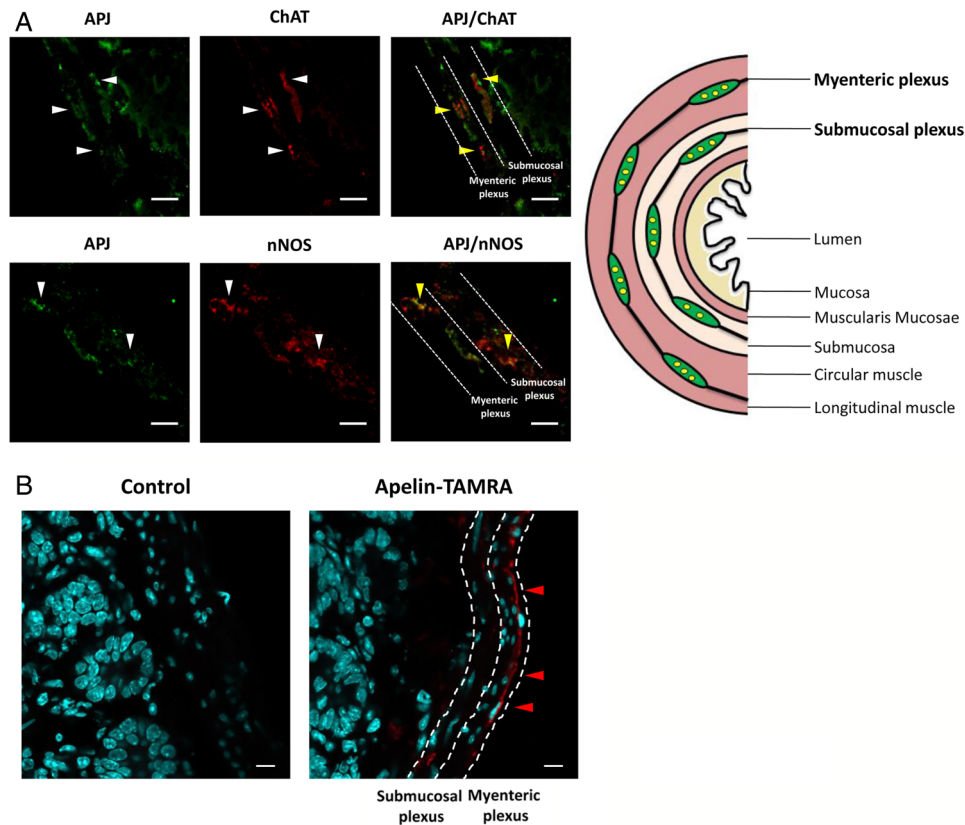 A
APJ
ChAT
APJ/ChAT
Submucosal
plexus
Myenteric
plexus
APJ
nNOS
APJ/nNOS
Submucosal
plexus
Myenteric
plexus
Myenteric plexus
Submucosal plexus
Lumen
Mucosa
Muscularis Mucosae
Submucosa
Circular muscle
Longitudinal muscle
B
Control
Apelin-TAMRA
Submucosal
plexus
Myenteric
plexus